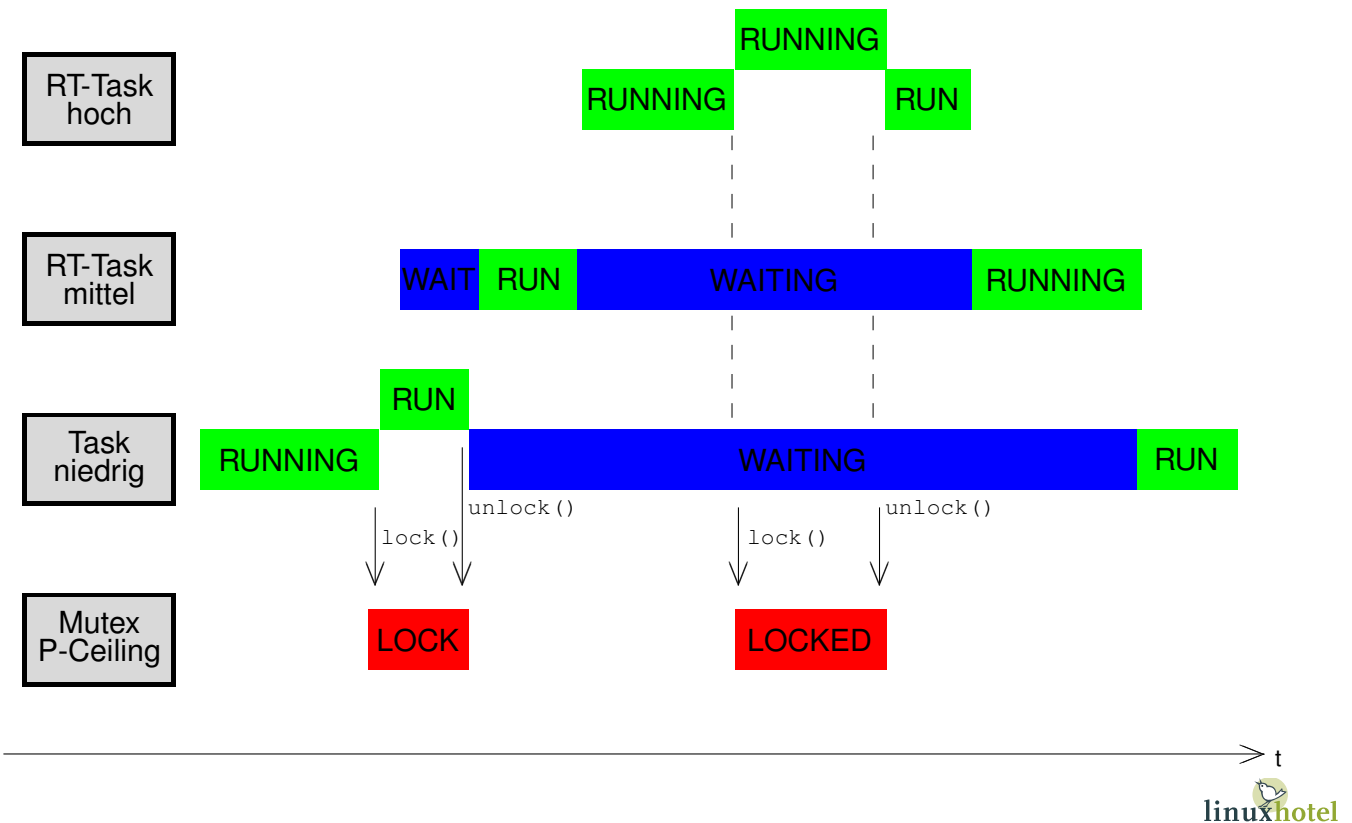 RUNNING
RT-Task
hoch
RUNNING
RUN
RT-Task
mittel
WAIT
RUN
WAITING
RUNNING
RUN
Task
niedrig
RUNNING
WAITING
RUN
unlock()
unlock()
lock()
lock()
Mutex
P-Ceiling
LOCK
LOCKED
t
linuxhotel